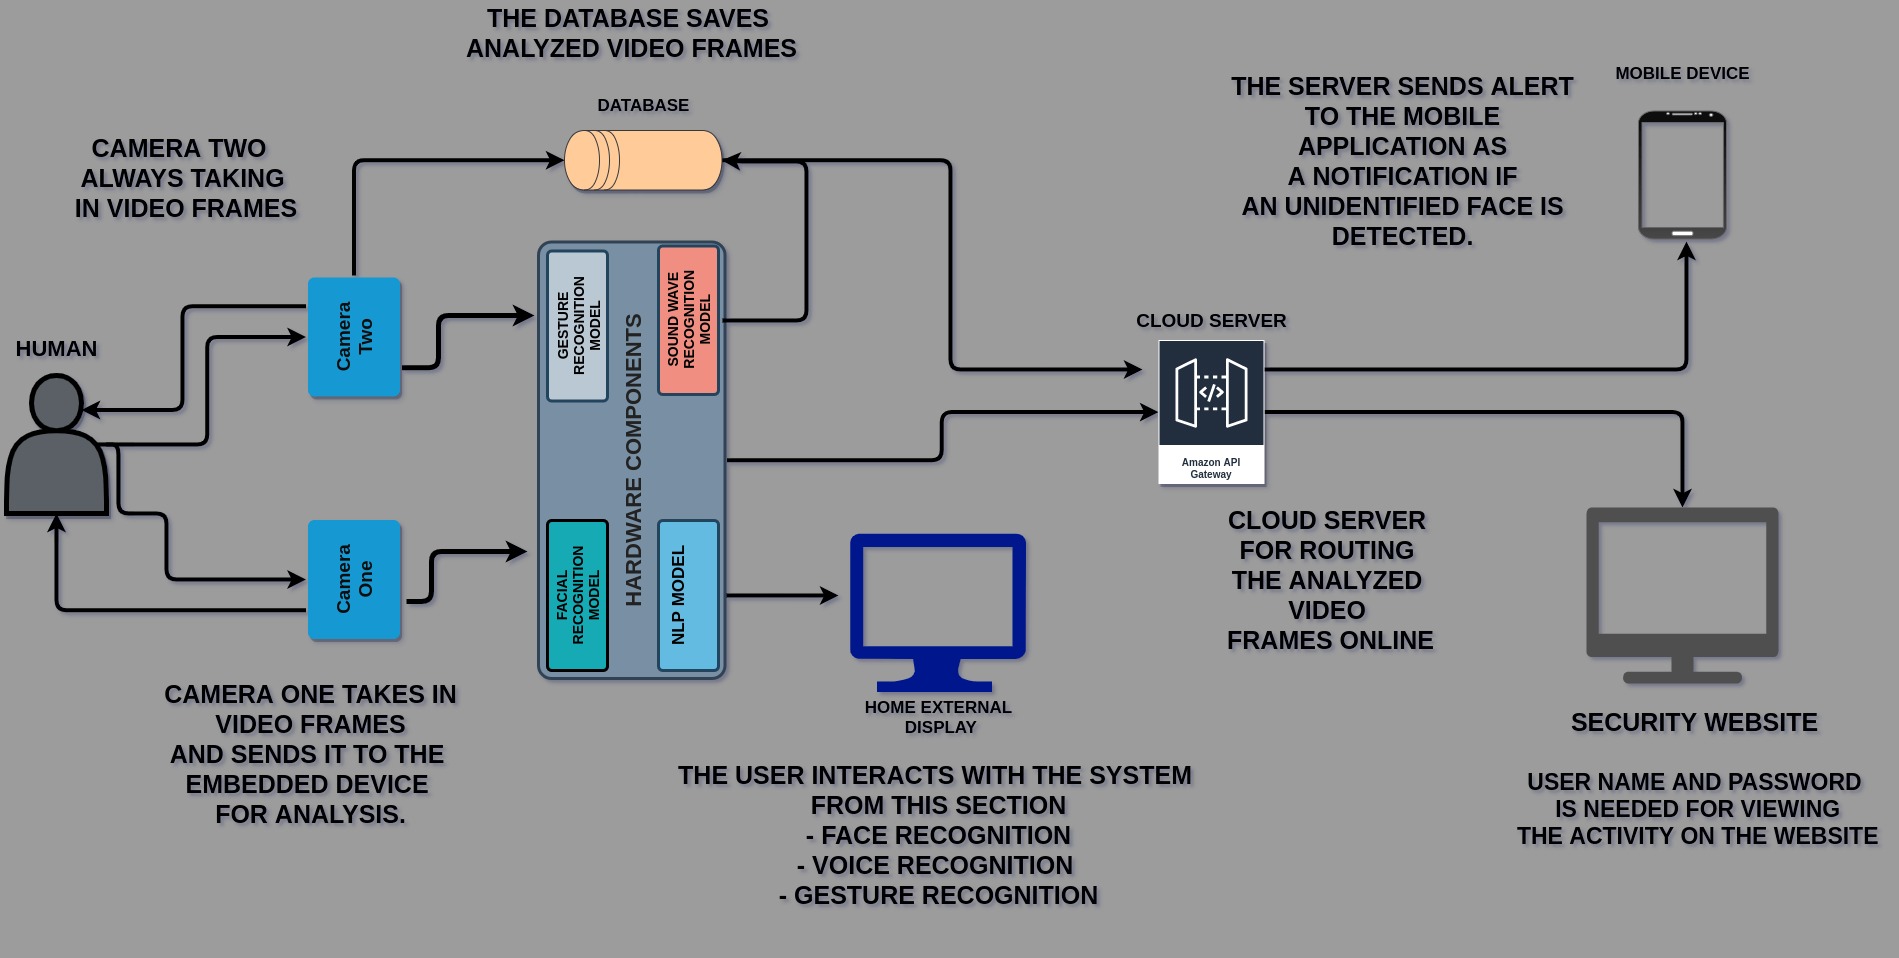 THE DATABASE SAVES
ANALYZED VIDEO FRAMES
DATABASE
CAMERA TWO
ALWAYS TAKING
IN VIDEO FRAMES
HUMAN
Camera
Two
Camera
One
CAMERA ONE TAKES IN
VIDEO FRAMES
AND SENDS IT TO THE
EMBEDDED DEVICE
FOR ANALYSIS.
GESTURE
RECOGNITION
MODEL
SOUND WAVE
RECOGNITION
MODEL
HARDWARE COMPONENTS
FACIAL
RECOGNITION
MODEL
NLP MODEL
HOME EXTERNAL
DISPLAY
THE USER INTERACTS WITH THE SYSTEM
FROM THIS SECTION
- FACE RECOGNITION
- VOICE RECOGNITION
- GESTURE RECOGNITION
THE SERVER SENDS ALERT
TO THE MOBILE
APPLICATION AS
A NOTIFICATION IF
AN UNIDENTIFIED FACE IS
DETECTED.
MOBILE DEVICE
CLOUD SERVER
Amazon API
Gateway
CLOUD SERVER
FOR ROUTING
THE ANALYZED
VIDEO
FRAMES ONLINE
SECURITY WEBSITE
USER NAME AND PASSWORD
IS NEEDED FOR VIEWING
THE ACTIVITY ON THE WEBSITE